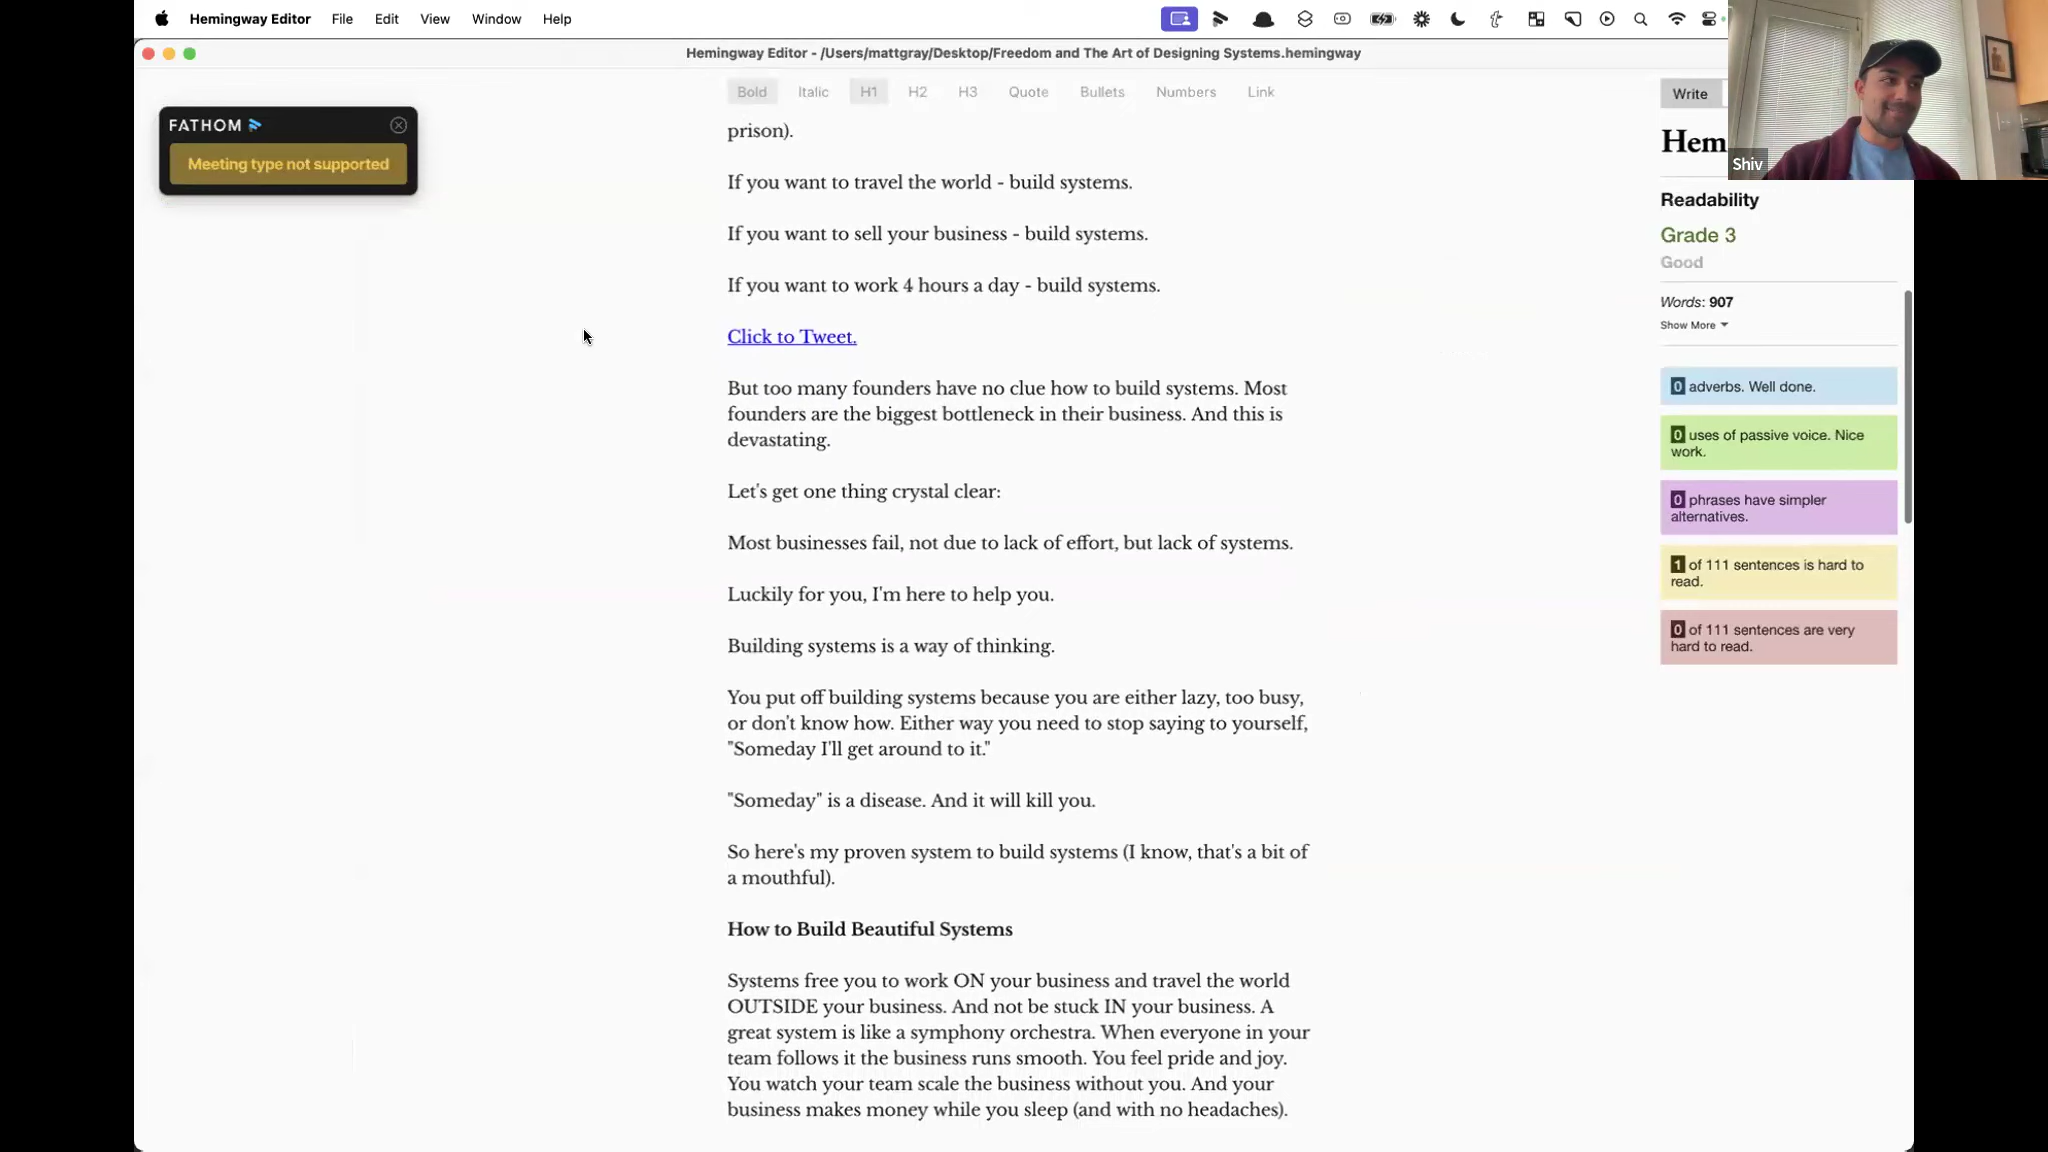 Hemingway Editor File Edit View Window Help
Hemingway Editor - /Users/mattgray/Desktop/Freedom and The Art of Designing Systems.hemingway
Bold Italic H1 H2 H3 Quote Bullets Numbers Link
Write
FATHOM
Meeting type not supported
prison).
If you want to travel the world - build systems.
If you want to sell your business - build systems.
If you want to work 4 hours a day - build systems.
Click to Tweet.
But too many founders have no clue how to build systems. Most
founders are the biggest bottleneck in their business. And this is
devastating.
Let's get one thing crystal clear:
Most businesses fail, not due to lack of effort, but lack of systems.
Luckily for you, I'm here to help you.
Building systems is a way of thinking.
You put off building systems because you are either lazy, too busy,
or don't know how. Either way you need to stop saying to yourself,
"Someday I'll get around to it."
"Someday" is a disease. And it will kill you.
So here's my proven system to build systems (I know, that's a bit of
a mouthful).
How to Build Beautiful Systems
Systems free you to work ON your business and travel the world
OUTSIDE your business. And not be stuck IN your business. A
great system is like a symphony orchestra. When everyone in your
team follows it the business runs smooth. You feel pride and joy.
You watch your team scale the business without you. And your
business makes money while you sleep (and with no headaches).
Hem
Shiv
Readability
Grade 3
Good
Words: 907
Show More
0 adverbs. Well done.
0 uses of passive voice. Nice
work.
0 phrases have simpler
alternatives.
1 of 111 sentences is hard to
read.
0 of 111 sentences are very
hard to read.